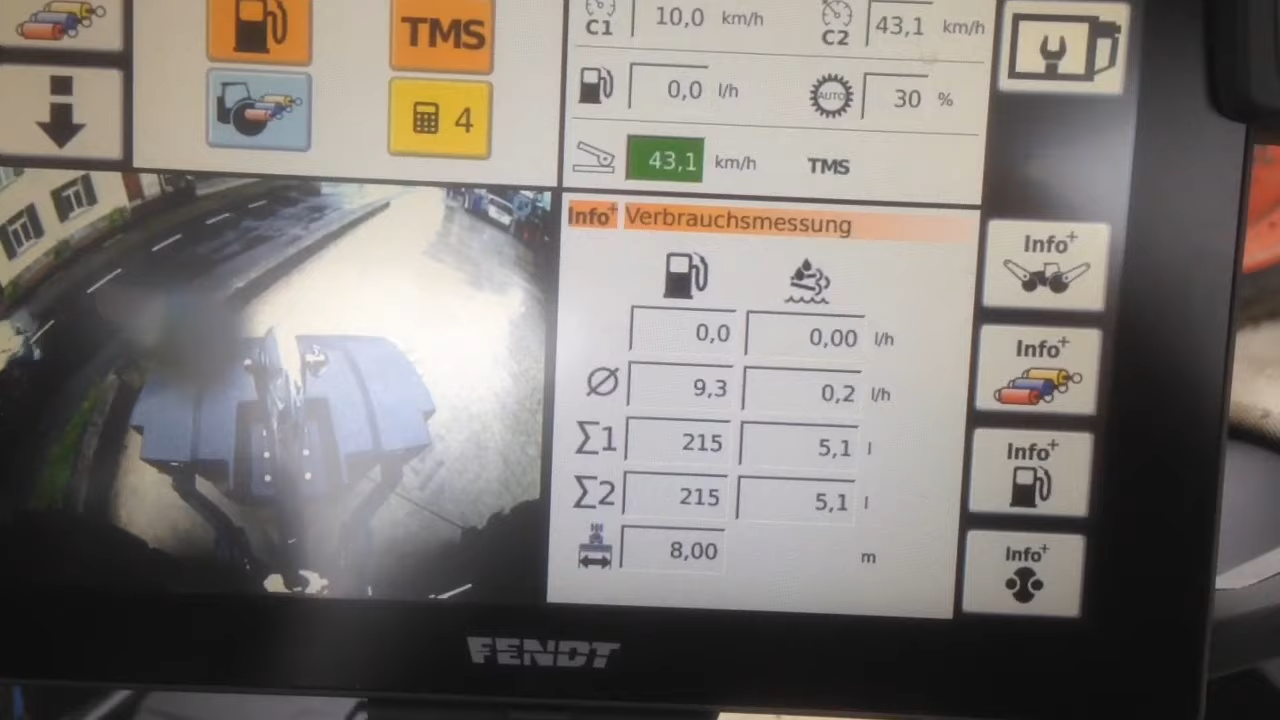 C1 10,0 km/h C2 43,1 km/h
TMS
0,0 l/h AUTO 30 %
4
43,1 km/h TMS
Info+ Verbrauchsmessung
Info+
0,0 0,00 l/h
Info+
Ø 9,3 0,2 l/h
Σ1 215 5,1 l
Info+
Σ2 215 5,1 l
8,00 m
Info+
FENDT